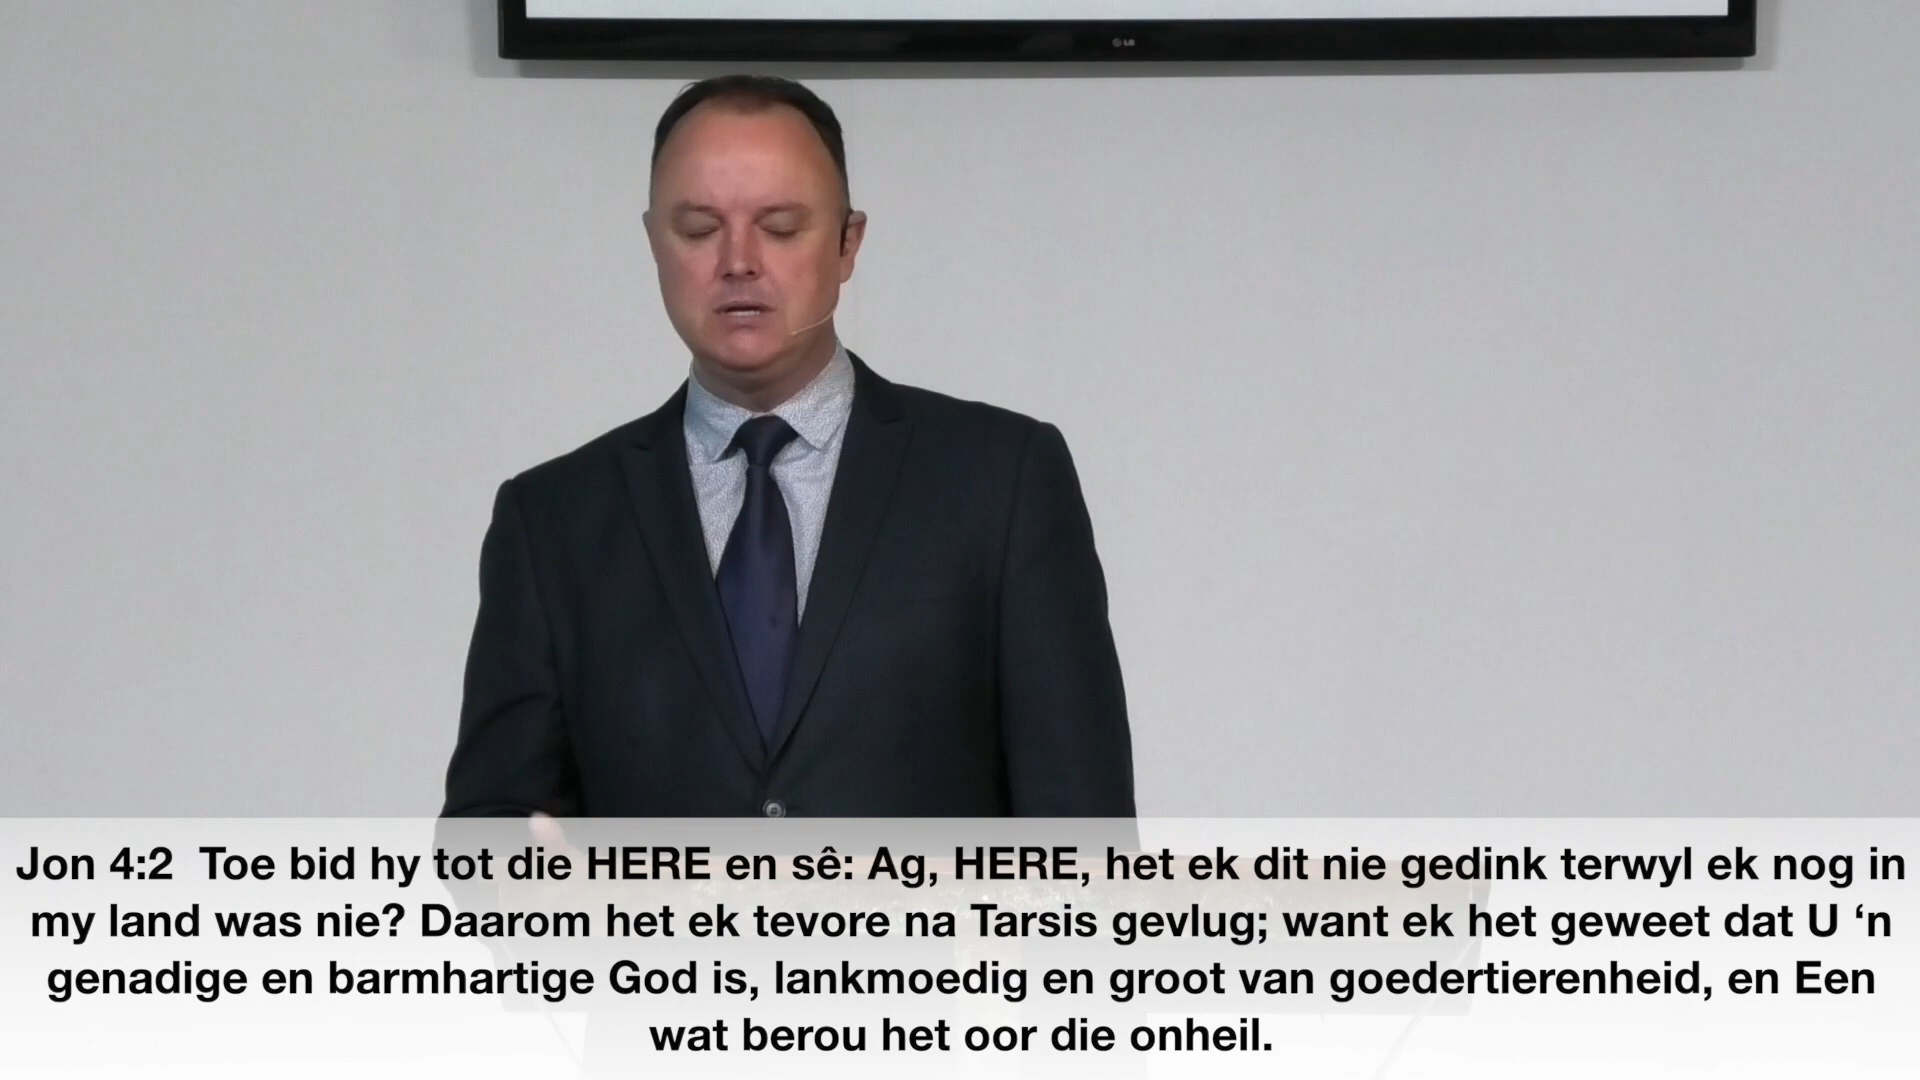 LG
Jon 4:2  Toe bid hy tot die HERE en sê: Ag, HERE, het ek dit nie gedink terwyl ek nog in
my land was nie? Daarom het ek tevore na Tarsis gevlug; want ek het geweet dat U ‘n
genadige en barmhartige God is, lankmoedig en groot van goedertierenheid, en Een
wat berou het oor die onheil.